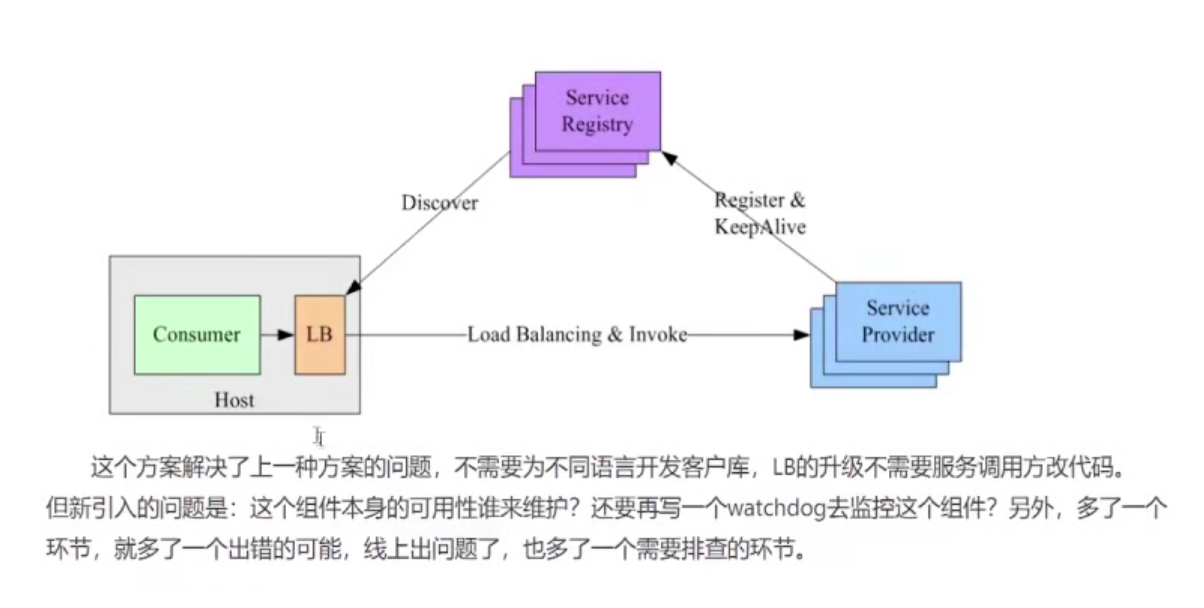 Service
Registry
Discover
Register &
KeepAlive
Service
Provider
Consumer
LB
Load Balancing & Invoke
Host
这个方案解决了上一种方案的问题，不需要为不同语言开发客户库，LB的升级不需要服务调用方改代码。
但新引入的问题是：这个组件本身的可用性谁来维护？还要再写一个watchdog去监控这个组件？另外，多了一个
环节，就多了一个出错的可能，线上出问题了，也多了一个需要排查的环节。